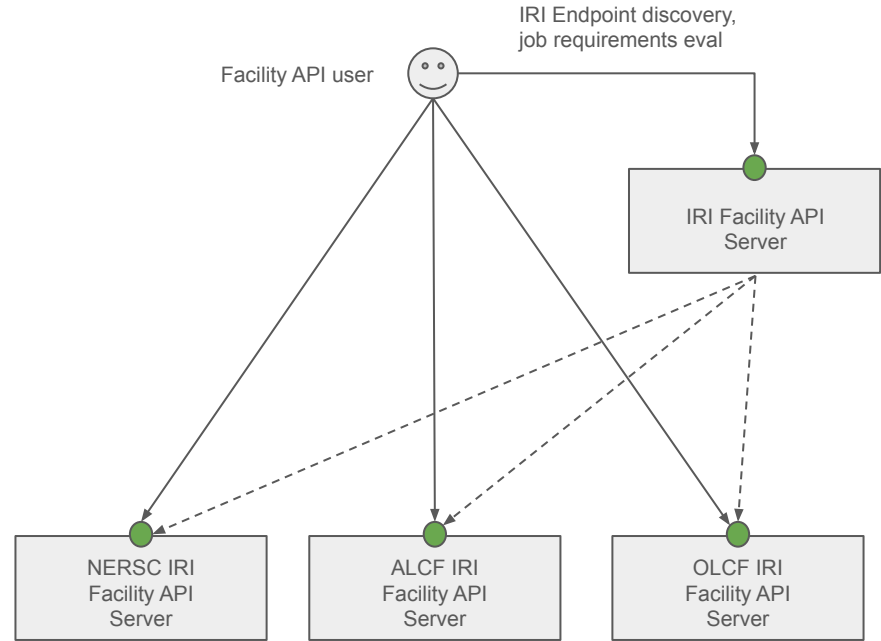 IRI Endpoint discovery,
job requirements eval
Facility API user
IRI Facility API
Server
NERSC IRI
Facility API
Server
ALCF IRI
Facility API
Server
OLCF IRI
Facility API
Server